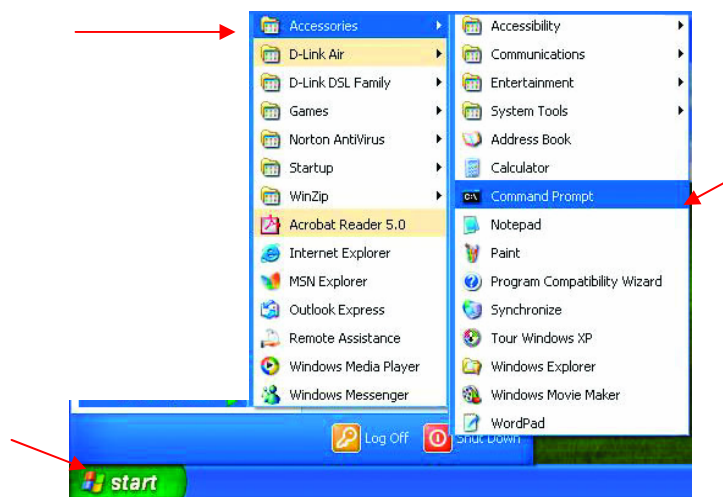 Accessories
D-Link Air
D-Link DSL Family
Games
Norton AntiVirus
Startup
WinZip
Acrobat Reader 5.0
Internet Explorer
MSN Explorer
Outlook Express
Remote Assistance
Windows Media Player
Windows Messenger
Accessibility
Communications
Entertainment
System Tools
Address Book
Calculator
C:\ Command Prompt
Notepad
Paint
Program Compatibility Wizard
Synchronize
Tour Windows XP
Windows Explorer
Windows Movie Maker
WordPad
Log Off
Shut Down
start